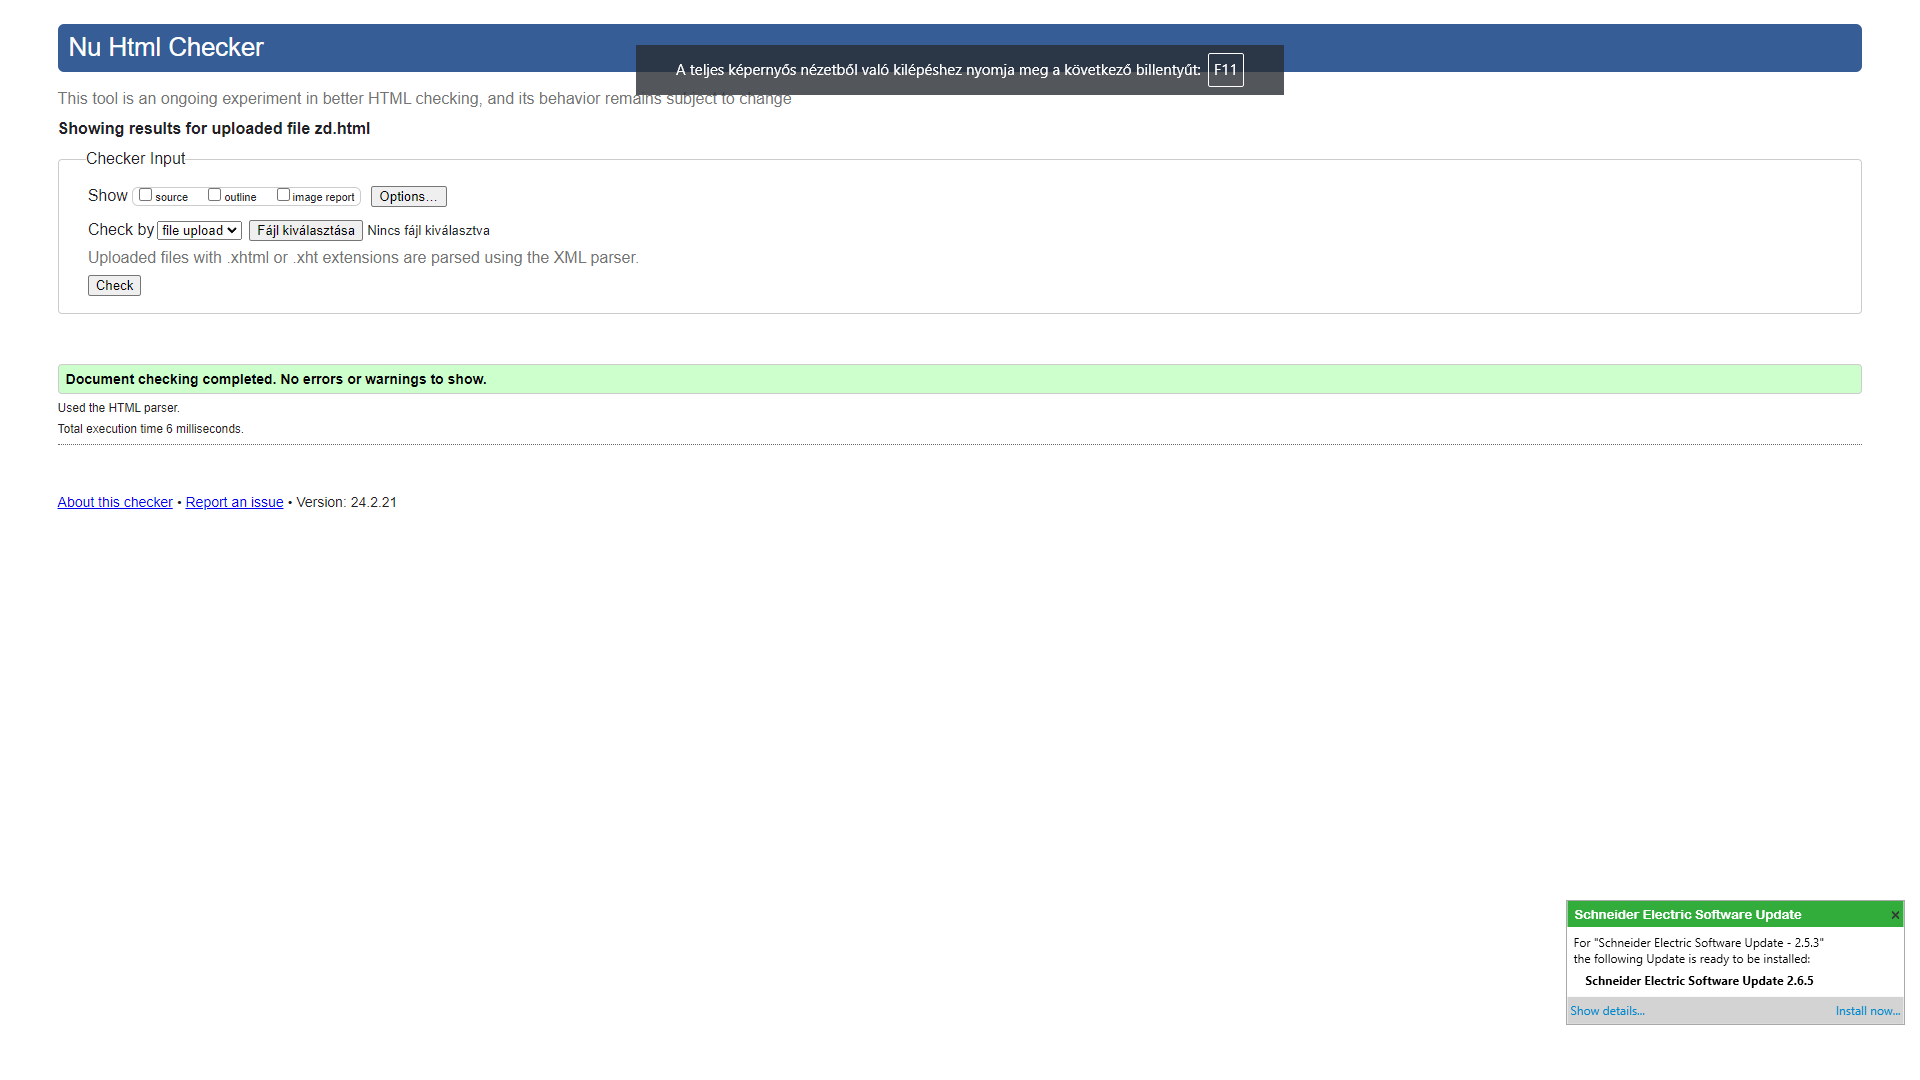 Nu Html Checker
A teljes képernyős nézetből való kilépéshez nyomja meg a következő billentyűt: F11
This tool is an ongoing experiment in better HTML checking, and its behavior remains subject to change
Showing results for uploaded file zd.html
Checker Input
Show source outline image report Options...
Check by file upload Fájl kiválasztása Nincs fájl kiválasztva
Uploaded files with .xhtml or .xht extensions are parsed using the XML parser.
Check
Document checking completed. No errors or warnings to show.
Used the HTML parser.
Total execution time 6 milliseconds.
About this checker • Report an issue • Version: 24.2.21
Schneider Electric Software Update ×
For "Schneider Electric Software Update - 2.5.3"
the following Update is ready to be installed:
Schneider Electric Software Update 2.6.5
Show details... Install now...